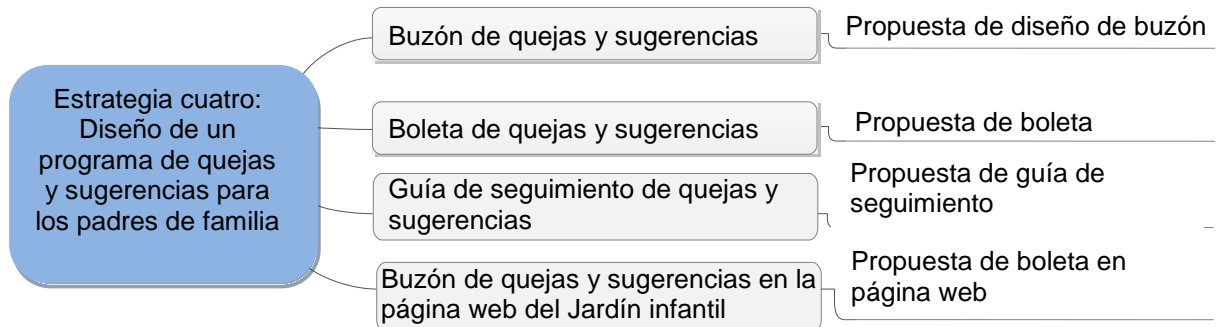 Estrategia cuatro:
Diseño de un
programa de quejas
y sugerencias para
los padres de familia
Buzón de quejas y sugerencias
Propuesta de diseño de buzón
Boleta de quejas y sugerencias
Propuesta de boleta
Guía de seguimiento de quejas y
sugerencias
Propuesta de guía de
seguimiento
Buzón de quejas y sugerencias en la
página web del Jardín infantil
Propuesta de boleta en
página web